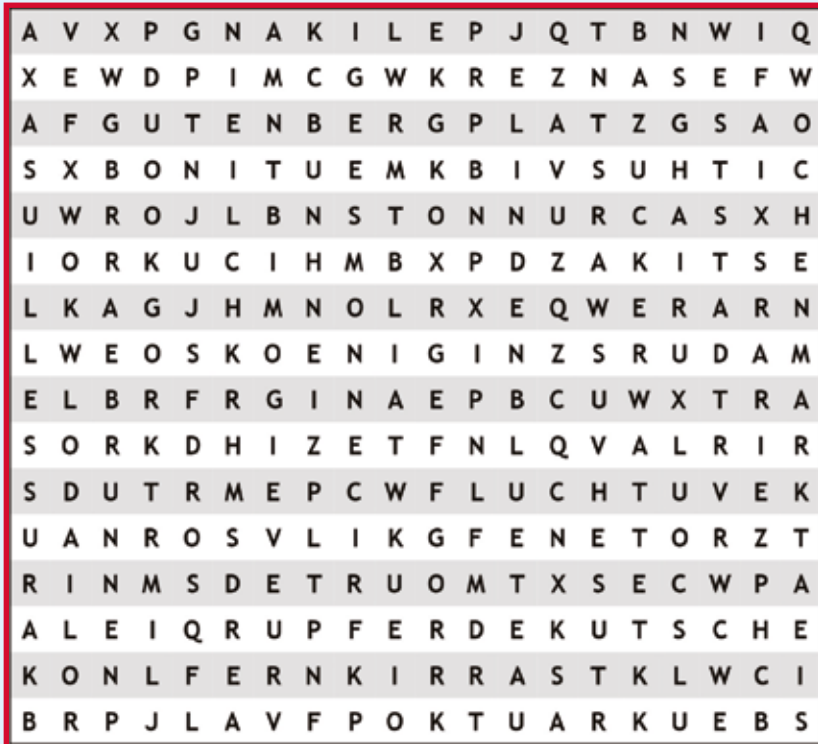 A V X P G N A K I L E P J Q T B N W I Q
X E W D P I M C G W K R E Z N A S E F W
A F G U T E N B E R G P L A T Z G S A O
S X B O N I T U E M K B I V S U H T I C
U W R O J L B N S T O N N U R C A S X H
I O R K U C I H M B X P D Z A K I T S E
L K A G J H M N O L R X E Q W E R A R N
L W E O S K O E N I G I N Z S R U D A M
E L B R F R G I N A E P B C U W X T R A
S O R K D H I Z E T F N L Q V A L R I R
S D U T R M E P C W F L U C H T U V E K
U A N R O S V L I K G F E N E T O R Z T
R I N M S D E T R U O M T X S E C W P A
A L E I Q R U P F E R D E K U T S C H E
K O N L F E R N K I R R A S T K L W C I
B R P J L A V F P O K T U A R K U E B S